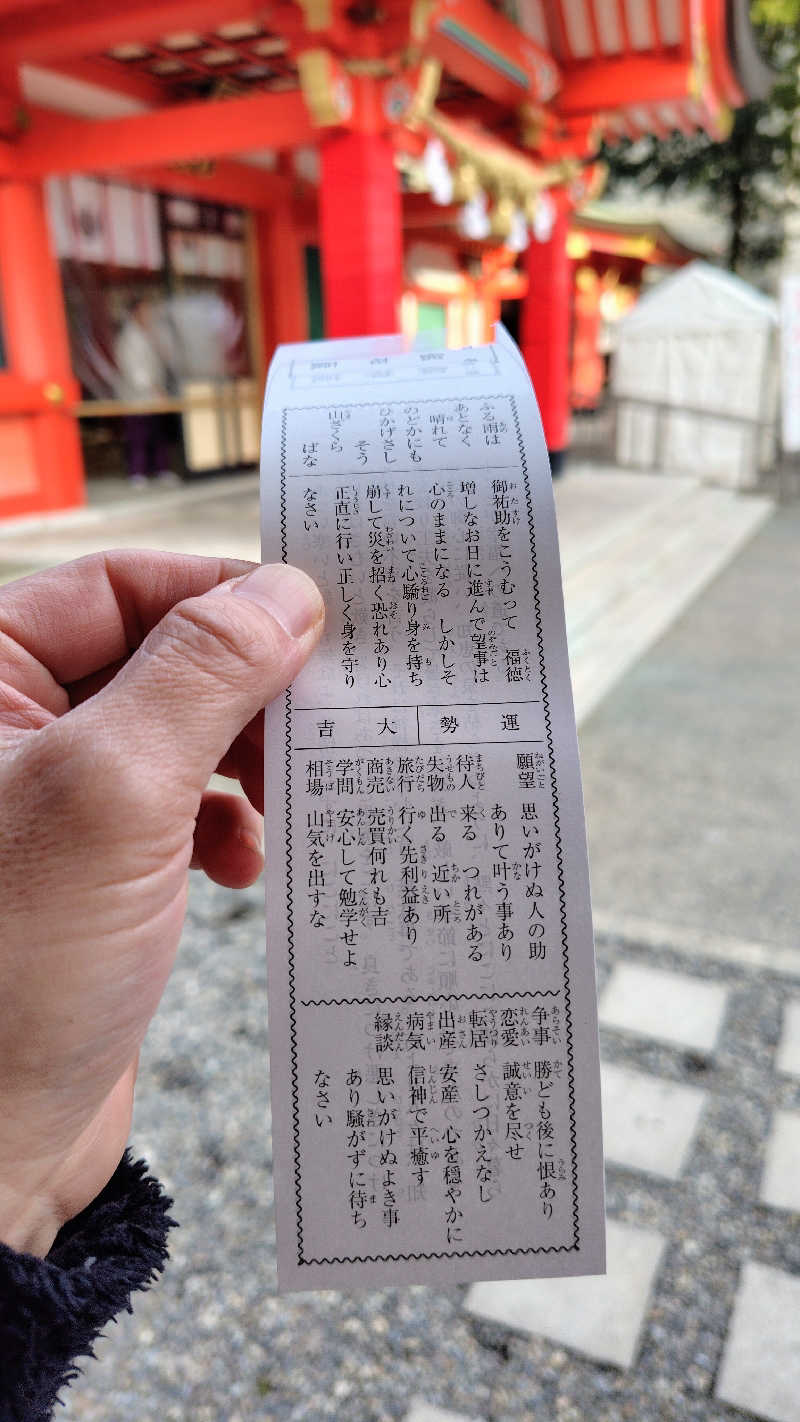 ふる雨は
あとなく
晴れて
のどかにも
ひかげさし
そう
山ざくら
ばな
御祐助をこうむって　福徳
増しなお日に進んで望事は
心のままになる　しかしそ
れについて心驕り身を持ち
崩して災を招く恐れあり心
正直に行い正しく身を守り
なさい
運勢　大吉
願望　思いがけぬ人の助
ありて叶う事あり
待人　来る　つれがある
失物　出る　近い所
旅行　行く先利益あり
商売　売買何れも吉
学問　安心して勉学せよ
相場　山気を出すな
争事　勝ども後に恨あり
恋愛　誠意を尽せ
転居　さしつかえなし
出産　安産　心を穏やかに
病気　信神で平癒す
縁談　思いがけぬよき事
あり騒がずに待ち
なさい